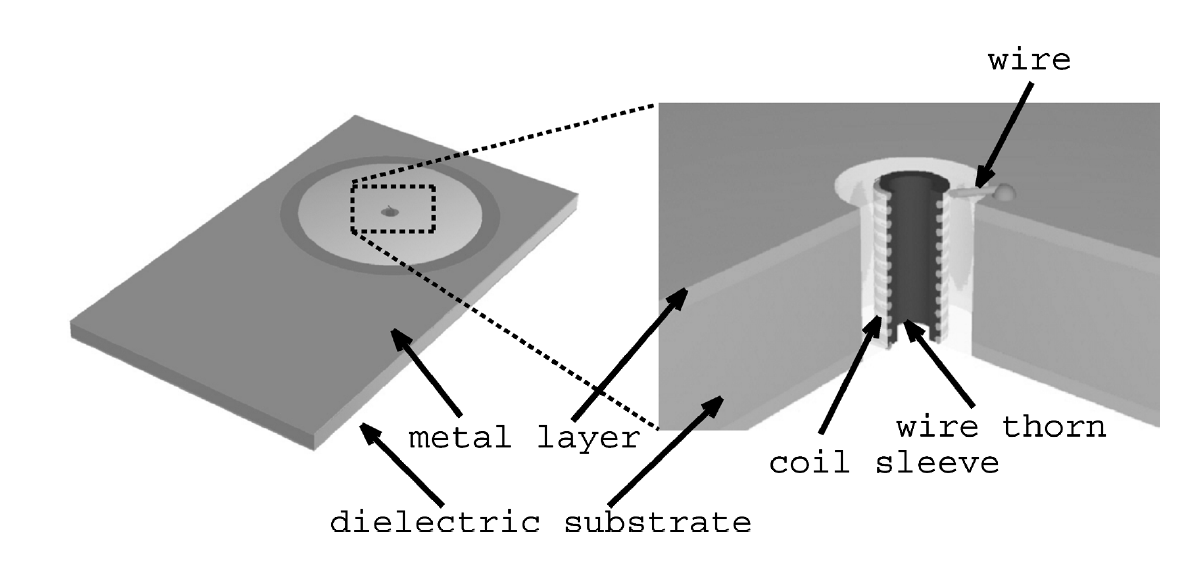 wire
metal layer
wire thorn
coil sleeve
dielectric substrate